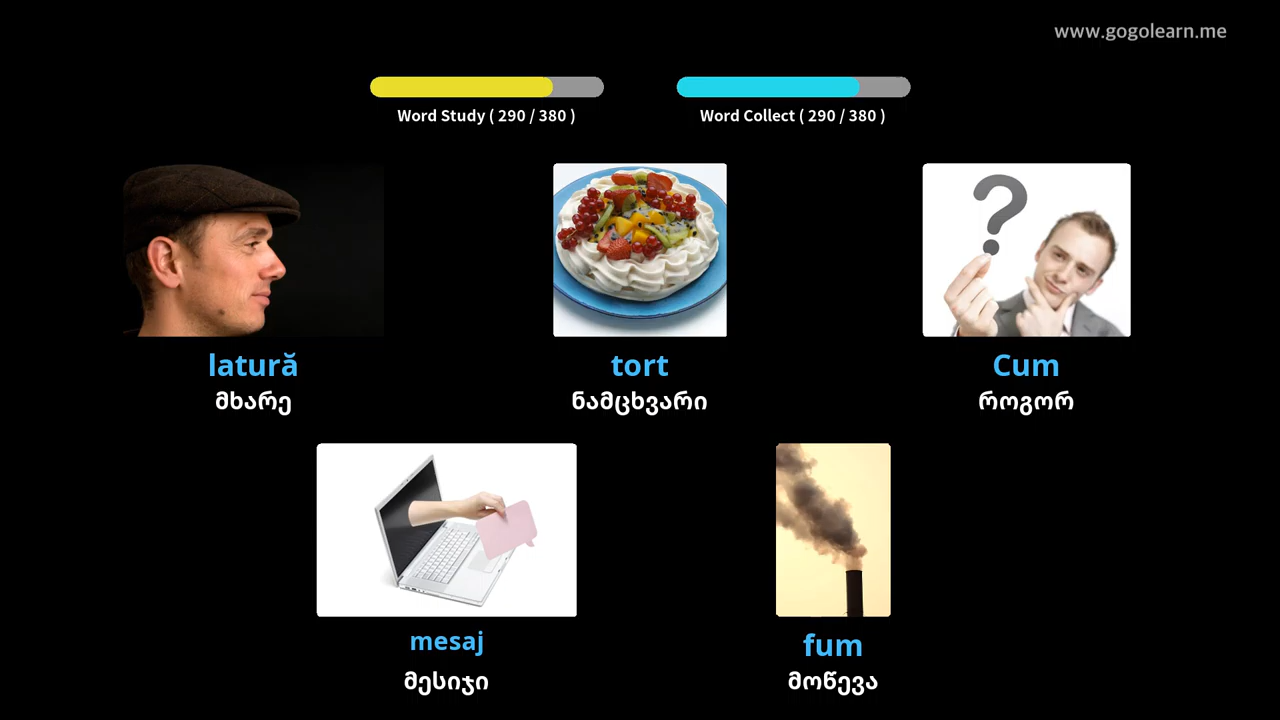 www.gogolearn.me
Word Study ( 290 / 380 )
Word Collect ( 290 / 380 )
latură
მხარე
tort
ნამცხვარი
Cum
როგორ
mesaj
მესიჯი
fum
მოწევა